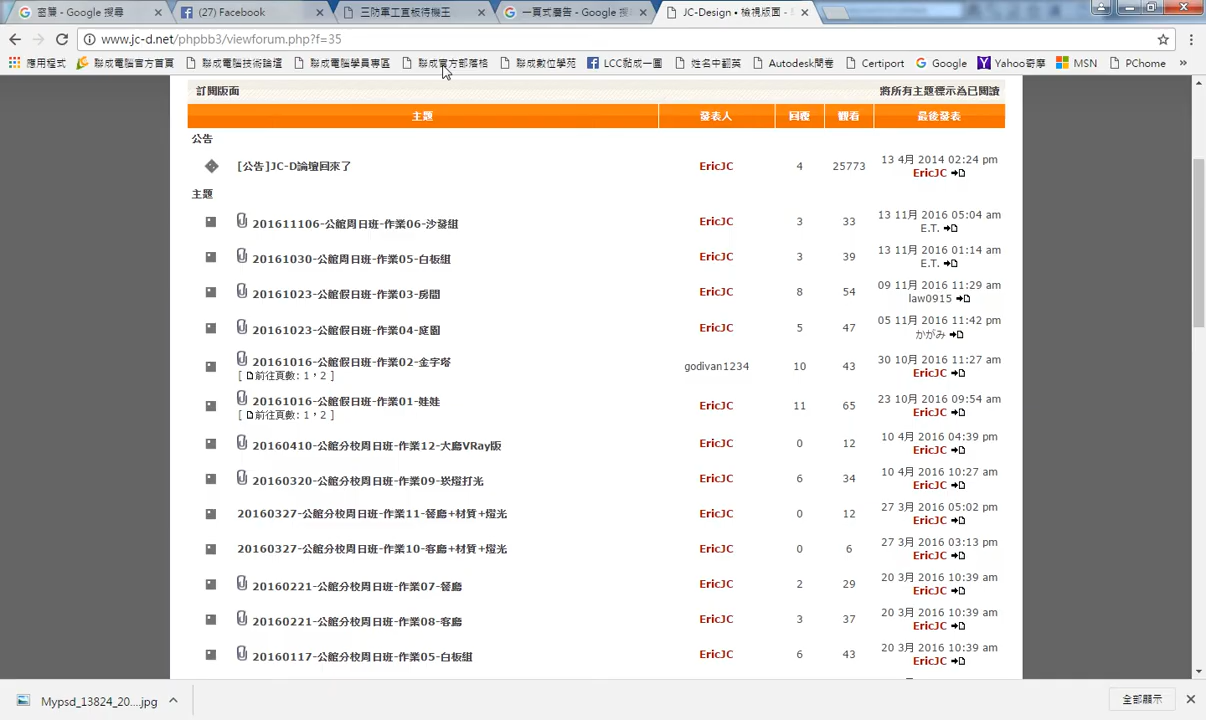 密醫 - Google 搜尋
(27) Facebook
三防軍工直板待機王
一頁式廣告 - Google 搜
JC-Design • 檢視版面 -
www.jc-d.net/phpbb3/viewforum.php?f=35
應用程式 聯成電腦官方首頁 聯成電腦技術論壇 聯成電腦學員專區 聯成官方部落格 聯成數位學苑 LCC聯成一團 姓名中翻英 Autodesk問卷 Certiport Google Yahoo奇摩 MSN PChome »
訂閱版面 將所有主題標示為已閱讀
主題 發表人 回覆 觀看 最後發表
公告
[公告]JC-D論壇回來了 EricJC 4 25773 13 4月 2014 02:24 pm
EricJC
主題
201611106-公館周日班-作業06-沙發組 EricJC 3 33 13 11月 2016 05:04 am
E.T.
20161030-公館周日班-作業05-白板組 EricJC 3 39 13 11月 2016 01:14 am
E.T.
20161023-公館假日班-作業03-房間 EricJC 8 54 09 11月 2016 11:29 am
law0915
20161023-公館假日班-作業04-庭園 EricJC 5 47 05 11月 2016 11:42 pm
かがみ
20161016-公館假日班-作業02-金字塔 godivan1234 10 43 30 10月 2016 11:27 am
[ 前往頁數: 1，2 ] EricJC
20161016-公館假日班-作業01-娃娃 EricJC 11 65 23 10月 2016 09:54 am
[ 前往頁數: 1，2 ] EricJC
20160410-公館分校周日班-作業12-大廳VRay版 EricJC 0 12 10 4月 2016 04:39 pm
EricJC
20160320-公館分校周日班-作業09-崁燈打光 EricJC 6 34 10 4月 2016 10:27 am
EricJC
20160327-公館分校周日班-作業11-餐廳+材質+燈光 EricJC 0 12 27 3月 2016 05:02 pm
EricJC
20160327-公館分校周日班-作業10-客廳+材質+燈光 EricJC 0 6 27 3月 2016 03:13 pm
EricJC
20160221-公館分校周日班-作業07-餐廳 EricJC 2 29 20 3月 2016 10:39 am
EricJC
20160221-公館分校周日班-作業08-客廳 EricJC 3 37 20 3月 2016 10:39 am
EricJC
20160117-公館分校周日班-作業05-白板組 EricJC 6 43 20 3月 2016 10:39 am
EricJC
Mypsd_13824_20....jpg 全部顯示